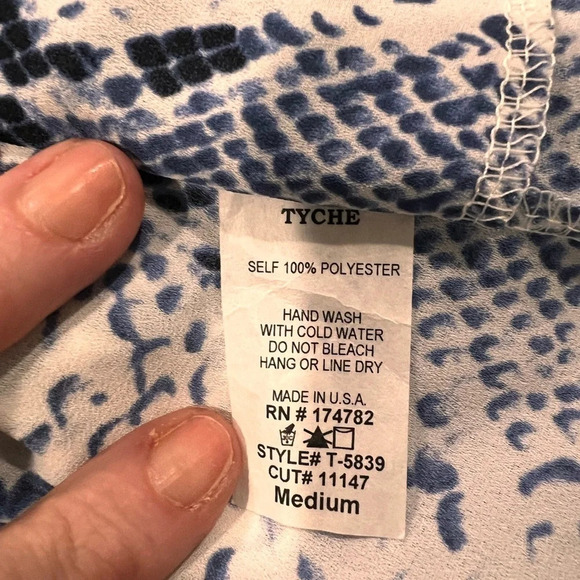 TYCHE
SELF 100% POLYESTER
HAND WASH
WITH COLD WATER
DO NOT BLEACH
HANG OR LINE DRY
MADE IN U.S.A.
RN # 174782
STYLE# T-5839
CUT# 11147
Medium